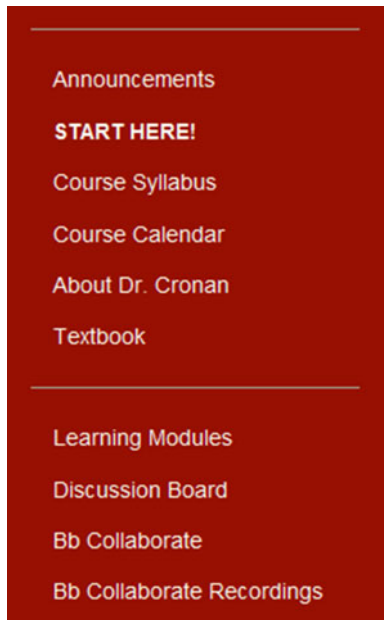 Announcements
START HERE!
Course Syllabus
Course Calendar
About Dr. Cronan
Textbook
Learning Modules
Discussion Board
Bb Collaborate
Bb Collaborate Recordings